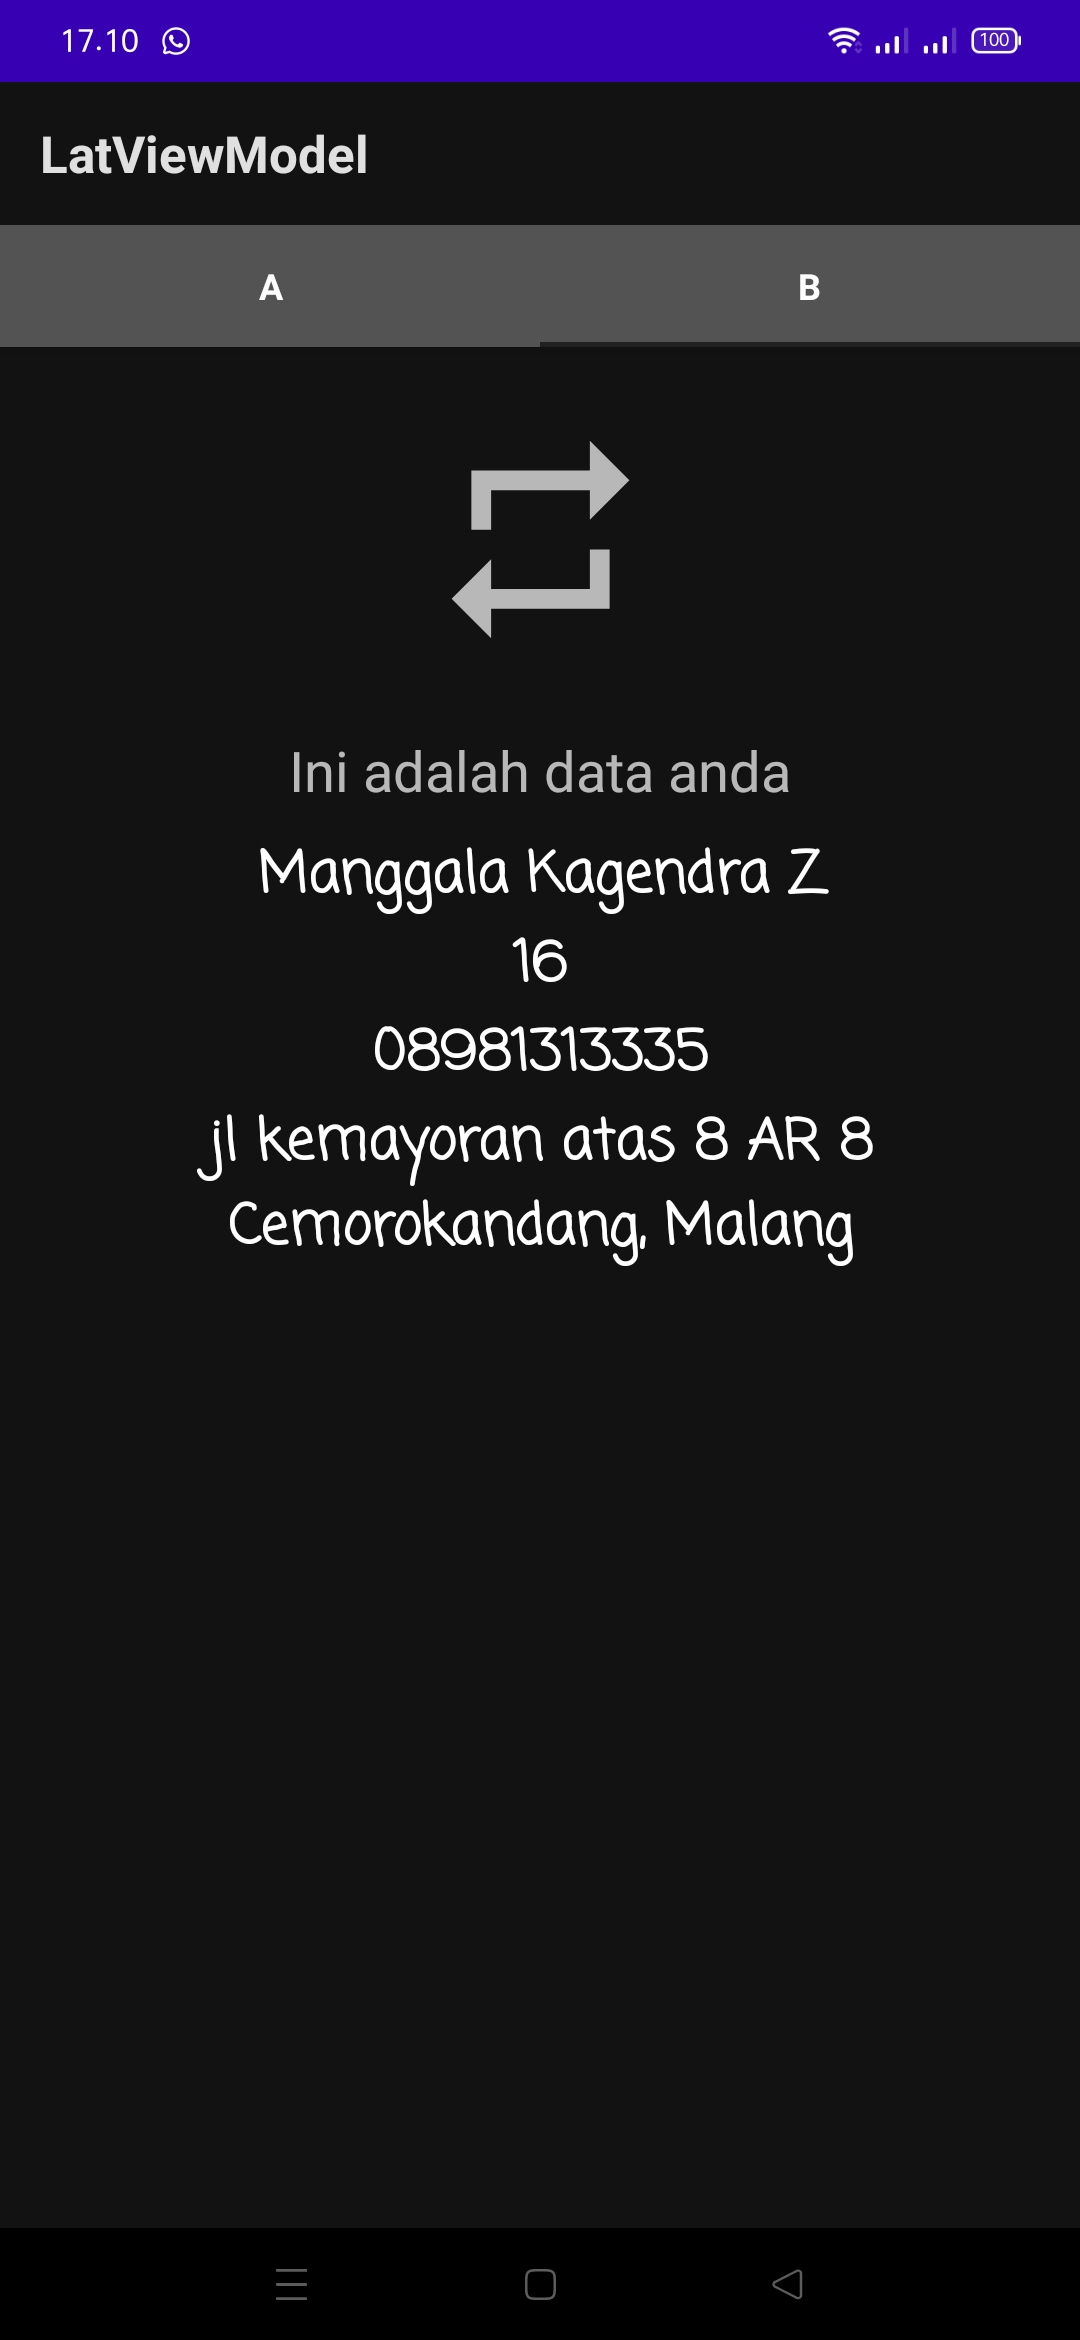 17.10
100
LatViewModel
A
B
Ini adalah data anda
Manggala Kagendra Z
16
08981313335
jl kemayoran atas 8 AR 8
Cemorokandang, Malang